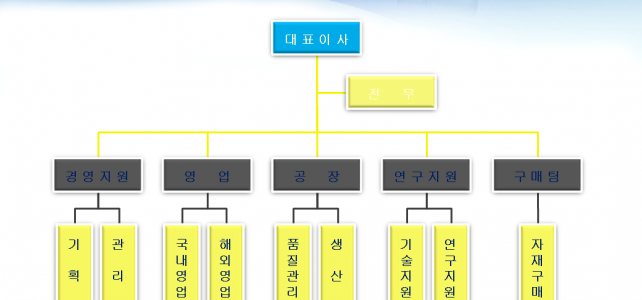 대표이사
전 무
경영지원
영 업
공 장
연구지원
구매팀
기획
관리
국내영업
해외영업
품질관리
생산
기술지원
연구지원
자재구매